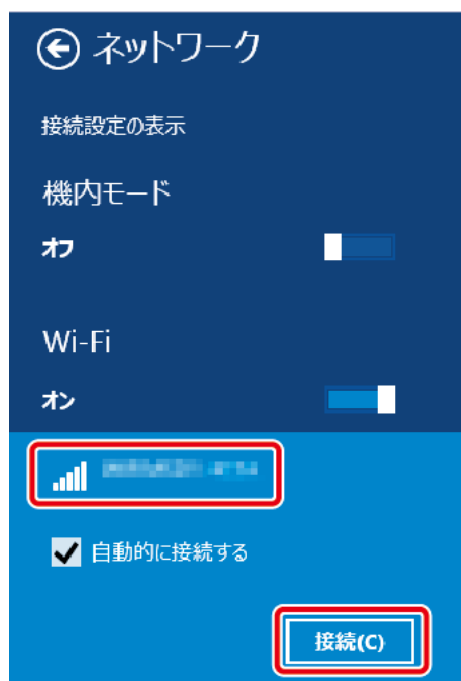 ネットワーク
接続設定の表示
機内モード
オフ
Wi-Fi
オン
自動的に接続する
接続(C)